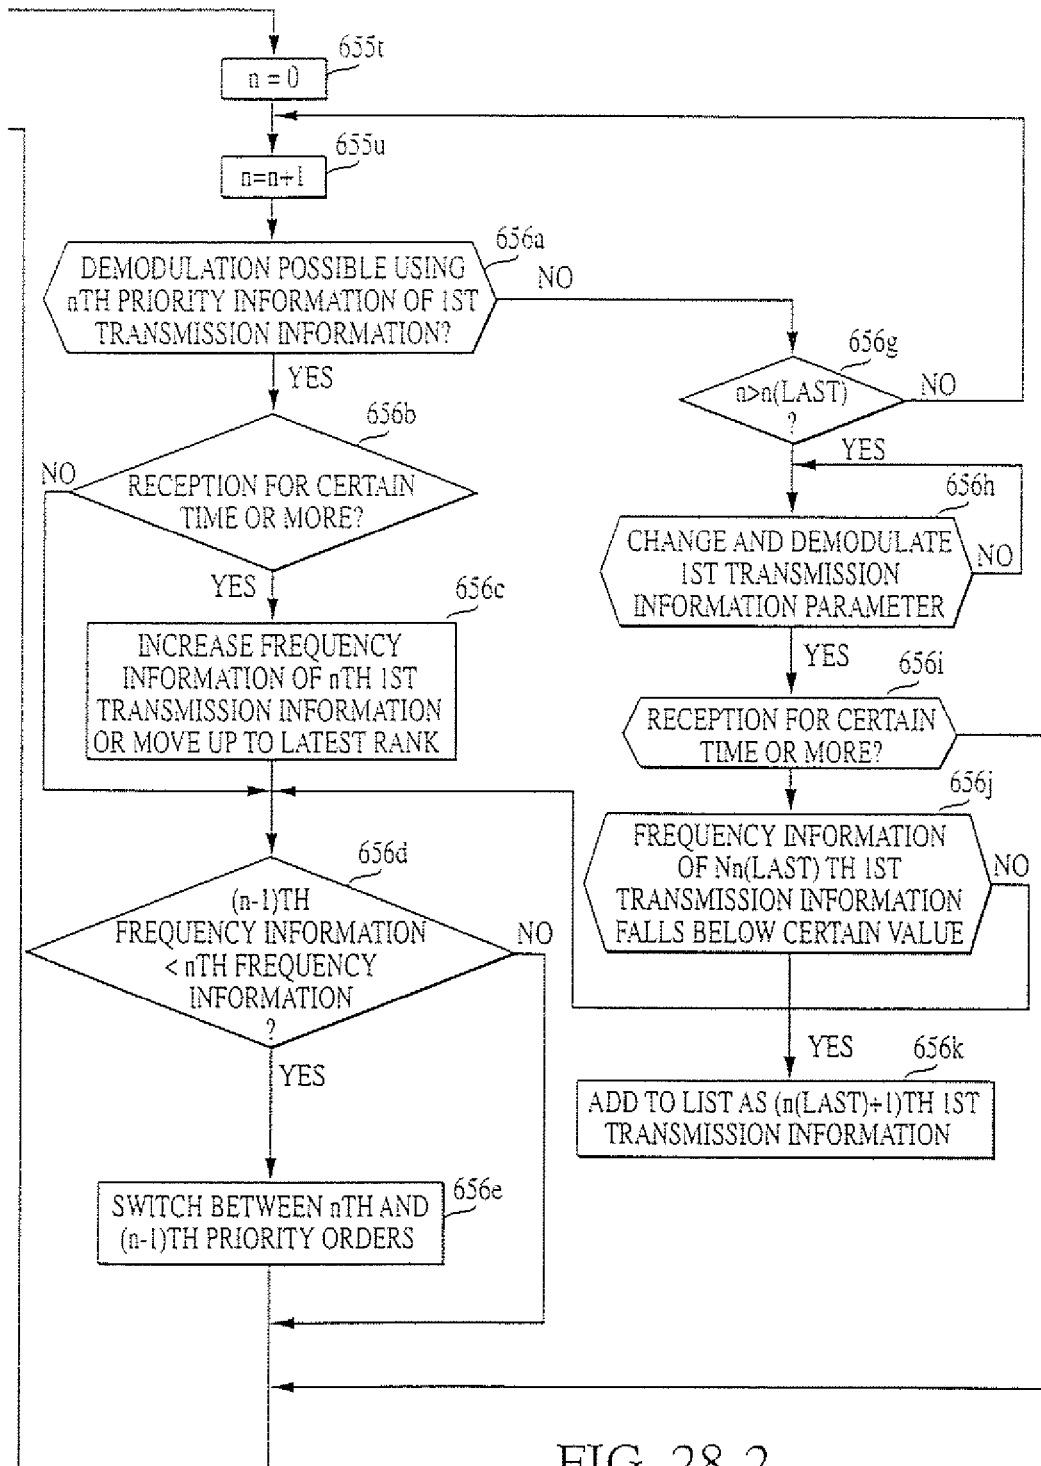 655t
n = 0
655u
n=n+1
656a
DEMODULATION POSSIBLE USING
nTH PRIORITY INFORMATION OF 1ST
TRANSMISSION INFORMATION?
NO
YES
656g
n>n(LAST)
?
NO
YES
656b
NO
RECEPTION FOR CERTAIN
TIME OR MORE?
YES
656h
CHANGE AND DEMODULATE
1ST TRANSMISSION
INFORMATION PARAMETER
NO
YES
656c
INCREASE FREQUENCY
INFORMATION OF nTH 1ST
TRANSMISSION INFORMATION
OR MOVE UP TO LATEST RANK
656i
RECEPTION FOR CERTAIN
TIME OR MORE?
656j
FREQUENCY INFORMATION
OF Nn(LAST) TH 1ST
TRANSMISSION INFORMATION
FALLS BELOW CERTAIN VALUE
NO
YES
656d
(n-1)TH
FREQUENCY INFORMATION
< nTH FREQUENCY
INFORMATION
?
NO
YES
656k
ADD TO LIST AS (n(LAST)+1)TH 1ST
TRANSMISSION INFORMATION
656e
SWITCH BETWEEN nTH AND
(n-1)TH PRIORITY ORDERS
FIG. 28-2